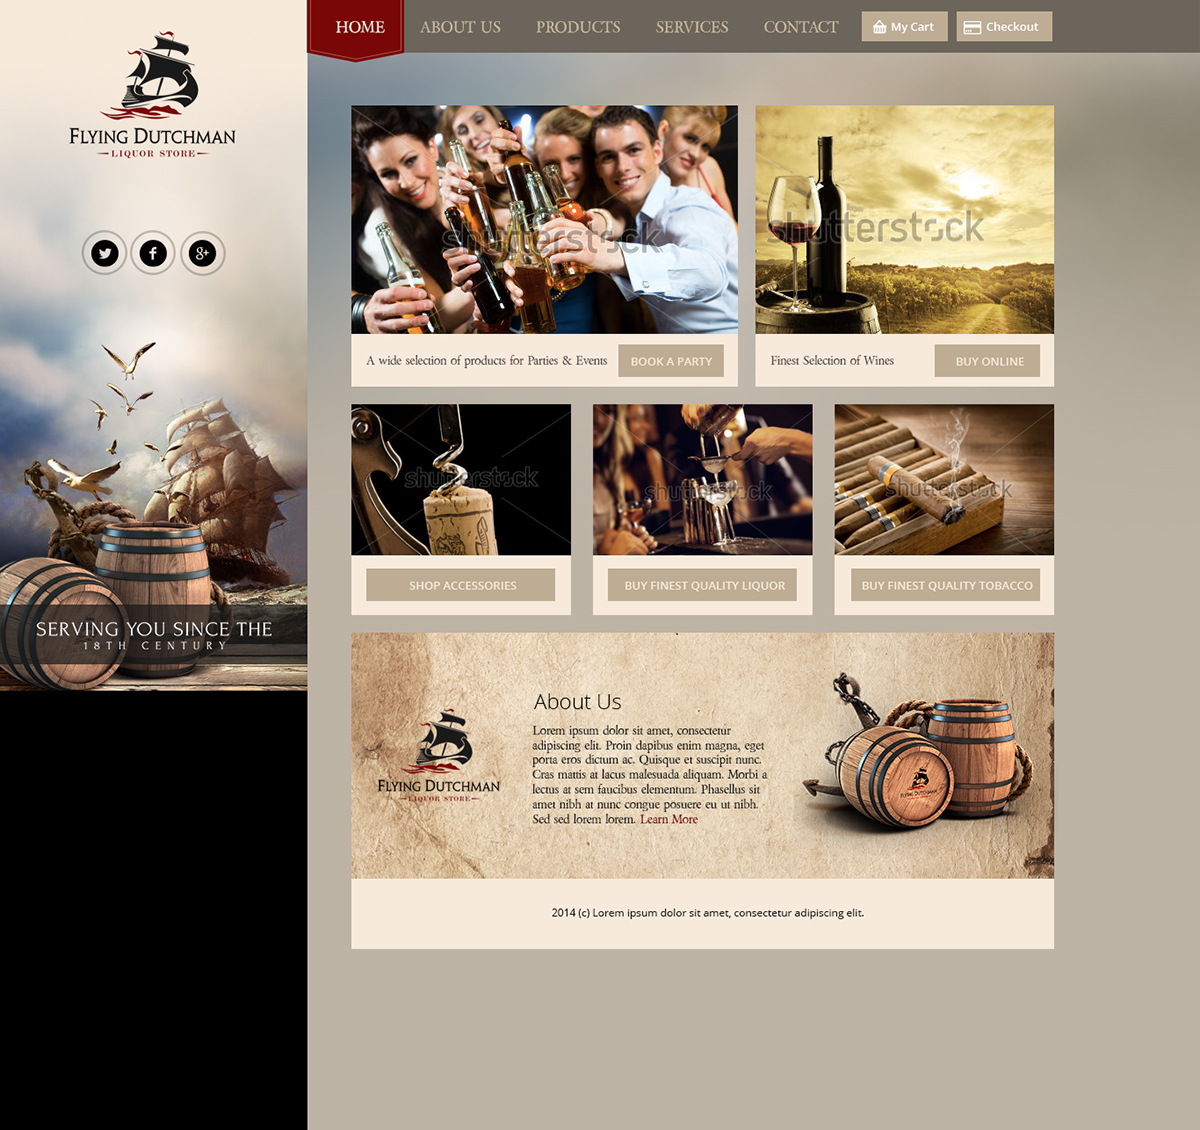 HOME
ABOUT US
PRODUCTS
SERVICES
CONTACT
My Cart
Checkout
FLYING DUTCHMAN
LIQUOR STORE
SERVING YOU SINCE THE
18TH CENTURY
shutterstock
shutterstock
A wide selection of products for Parties & Events
BOOK A PARTY
Finest Selection of Wines
BUY ONLINE
shutterstock
shutterstock
shutterstock
SHOP ACCESSORIES
BUY FINEST QUALITY LIQUOR
BUY FINEST QUALITY TOBACCO
FLYING DUTCHMAN
LIQUOR STORE
About Us
Lorem ipsum dolor sit amet, consectetur
adipiscing elit. Proin dapibus enim magna, eget
porta eros dictum ac. Quisque et suscipit nunc.
Cras mattis at lacus malesuada aliquam. Morbi a
lectus at sem faucibus elementum. Phasellus sit
amet nibh at nunc congue posuere eu ut nibh.
Sed sed lorem lorem. Learn More
FLYING DUTCHMAN
LIQUOR STORE
2014 (c) Lorem ipsum dolor sit amet, consectetur adipiscing elit.